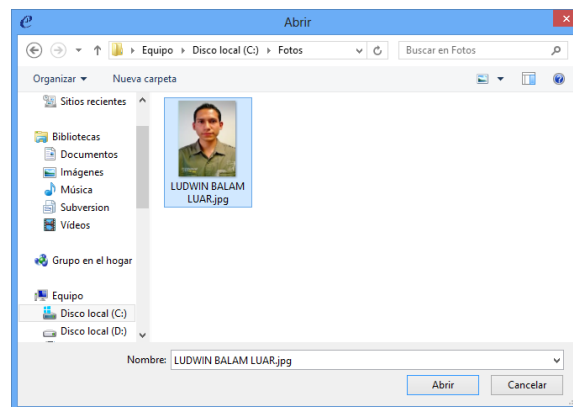 Abrir
Equipo
Disco local (C:)
Fotos
Buscar en Fotos
Organizar
Nueva carpeta
Sitios recientes
Bibliotecas
Documentos
Imágenes
Música
Subversion
Vídeos
Grupo en el hogar
Equipo
Disco local (C:)
Disco local (D:)
LUDWIN BALAM
LUAR.jpg
Nombre: LUDWIN BALAM LUAR.jpg
Abrir
Cancelar